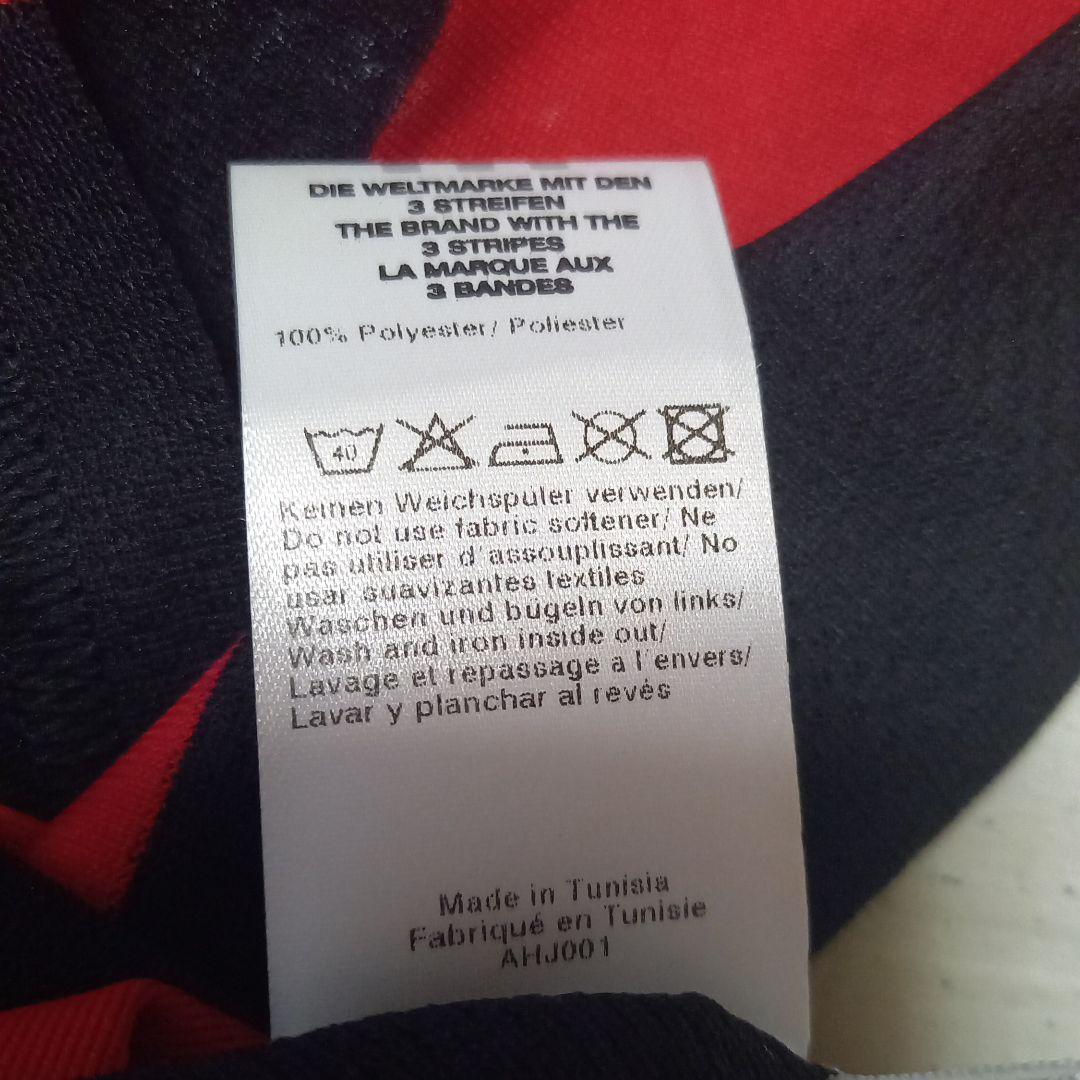 DIE WELTMARKE MIT DEN
3 STREIFEN
THE BRAND WITH THE
3 STRIPES
LA MARQUE AUX
3 BANDES
100% Polyester/ Poliester
40
Keinen Weichspüler verwenden/
Do not use fabric softener/ Ne
pas utiliser d'assouplissant/ No
usar suavizantes textiles
Waschen und bügeln von links/
Wash and iron inside out/
Lavage et repassage à l'envers/
Lavar y planchar al revés
Made in Tunisia
Fabriqué en Tunisie
AHJ001